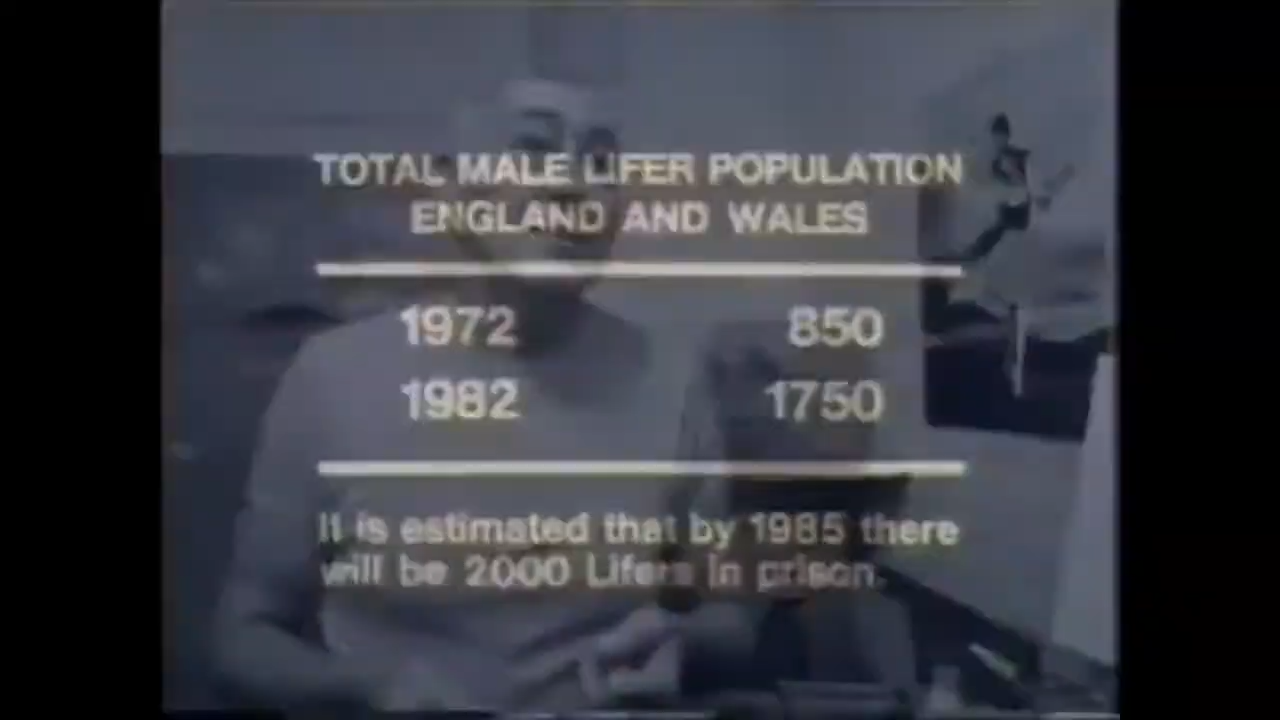 TOTAL MALE LIFER POPULATION
ENGLAND AND WALES
1972 850
1982 1750
It is estimated that by 1985 there
will be 2000 Lifers in prison.